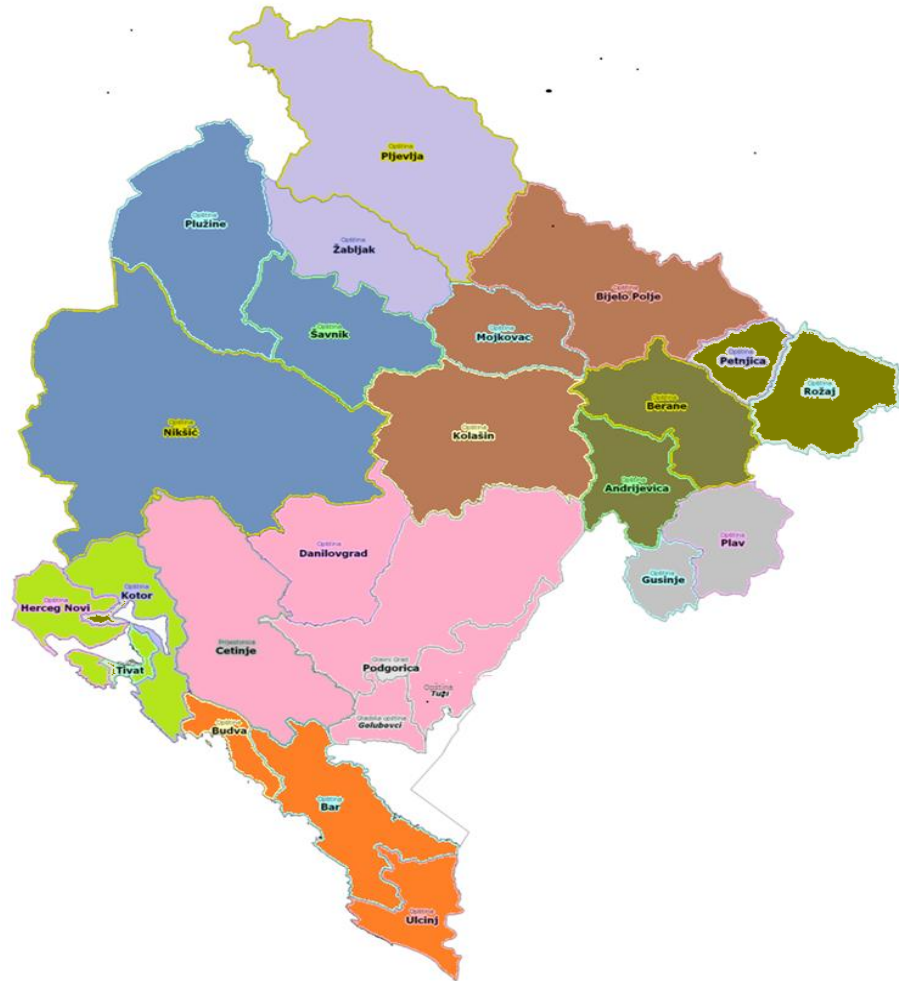 Opština
Pljevlja
Opština
Plužine
Opština
Žabljak
Opština
Bijelo Polje
Opština
Šavnik
Opština
Mojkovac
Opština
Petnjica
Opština
Rožaj
Opština
Berane
Opština
Nikšić
Opština
Kolašin
Opština
Andrijevica
Opština
Danilovgrad
Opština
Plav
Opština
Gusinje
Opština
Kotor
Opština
Herceg Novi
Prijestonica
Cetinje
Glavni Grad
Podgorica
Opština
Tivat
Opština
Tuzi
Gradska opština
Golubovci
Opština
Budva
Opština
Bar
Opština
Ulcinj